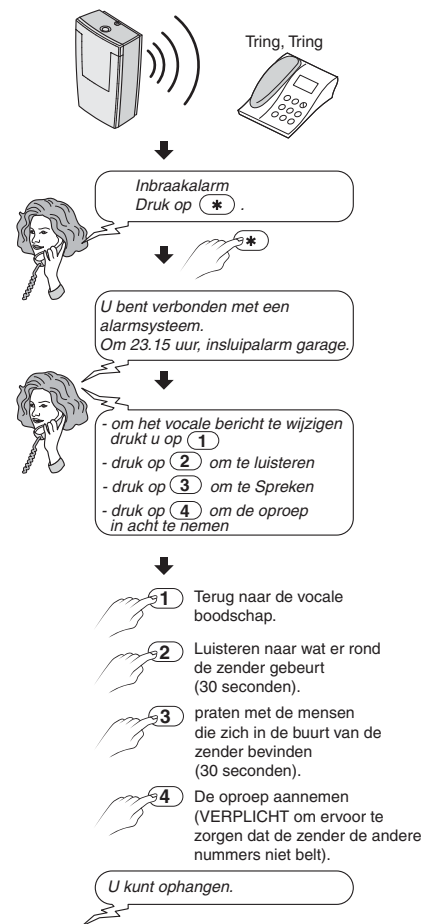 Tring, Tring
Inbraakalarm
Druk op * .
*
U bent verbonden met een
alarmsysteem.
Om 23.15 uur, insluipalarm garage.
- om het vocale bericht te wijzigen
drukt u op 1
- druk op 2 om te luisteren
- druk op 3 om te Spreken
- druk op 4 om de oproep
in acht te nemen
1 Terug naar de vocale
boodschap.
2 Luisteren naar wat er rond
de zender gebeurt
(30 seconden).
3 praten met de mensen
die zich in de buurt van de
zender bevinden
(30 seconden).
4 De oproep aannemen
(VERPLICHT om ervoor te
zorgen dat de zender de andere
nummers niet belt).
U kunt ophangen.